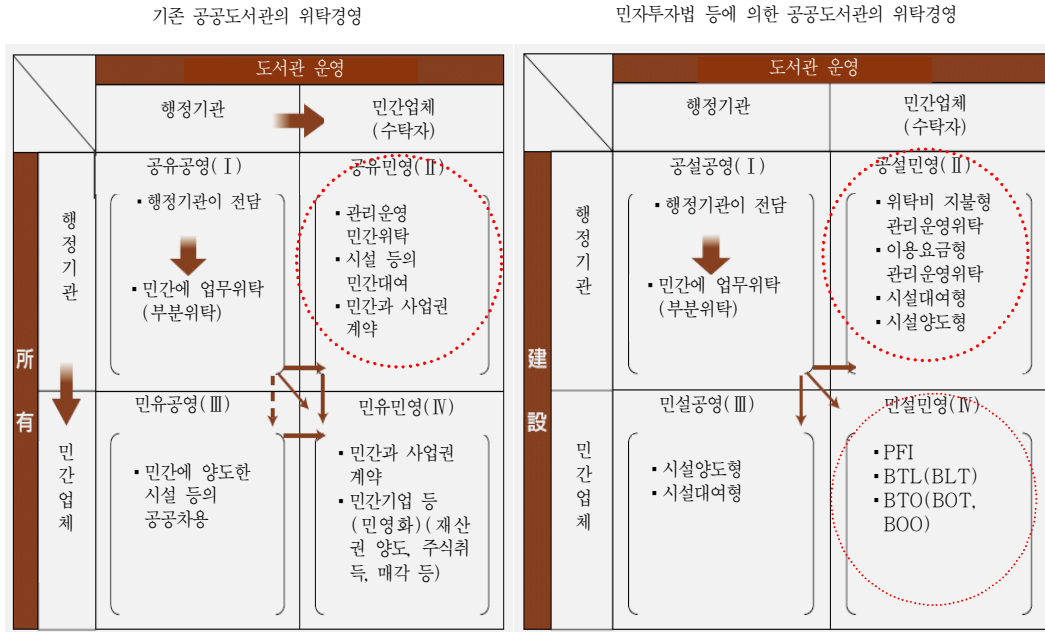 기존 공공도서관의 위탁경영
도서관 운영
행정기관
민간업체
(수탁자)
所有
행정기관
공유공영(Ⅰ)
▪행정기관이 전담
▪민간에 업무위탁
(부분위탁)
공유민영(Ⅱ)
▪관리운영
민간위탁
▪시설 등의
민간대여
▪민간과 사업권
계약
민간업체
민유공영(Ⅲ)
▪민간에 양도한
시설 등의
공공차용
민유민영(Ⅳ)
▪민간과 사업권
계약
▪민간기업 등
(민영화)(재산
권 양도, 주식취
득, 매각 등)
민자투자법 등에 의한 공공도서관의 위탁경영
도서관 운영
행정기관
민간업체
(수탁자)
建設
행정기관
공설공영(Ⅰ)
▪행정기관이 전담
▪민간에 업무위탁
(부분위탁)
공설민영(Ⅱ)
▪위탁비 지불형
관리운영위탁
▪이용요금형
관리운영위탁
▪시설대여형
▪시설양도형
민간업체
민설공영(Ⅲ)
▪시설양도형
▪시설대여형
민설민영(Ⅳ)
▪PFI
▪BTL(BLT)
▪BTO(BOT,
BOO)